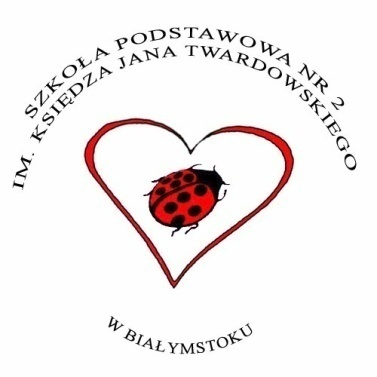 SZKOŁA PODSTAWOWA NR 2
IM. KSIĘDZA JANA TWARDOWSKIEGO
W BIAŁYMSTOKU